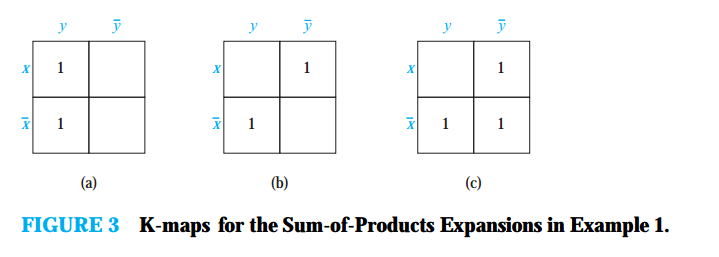 y ȳ y ȳ y ȳ
x 1 x 1 x 1
x̄ 1 x̄ 1 x̄ 1 1
(a) (b) (c)
FIGURE 3 K-maps for the Sum-of-Products Expansions in Example 1.